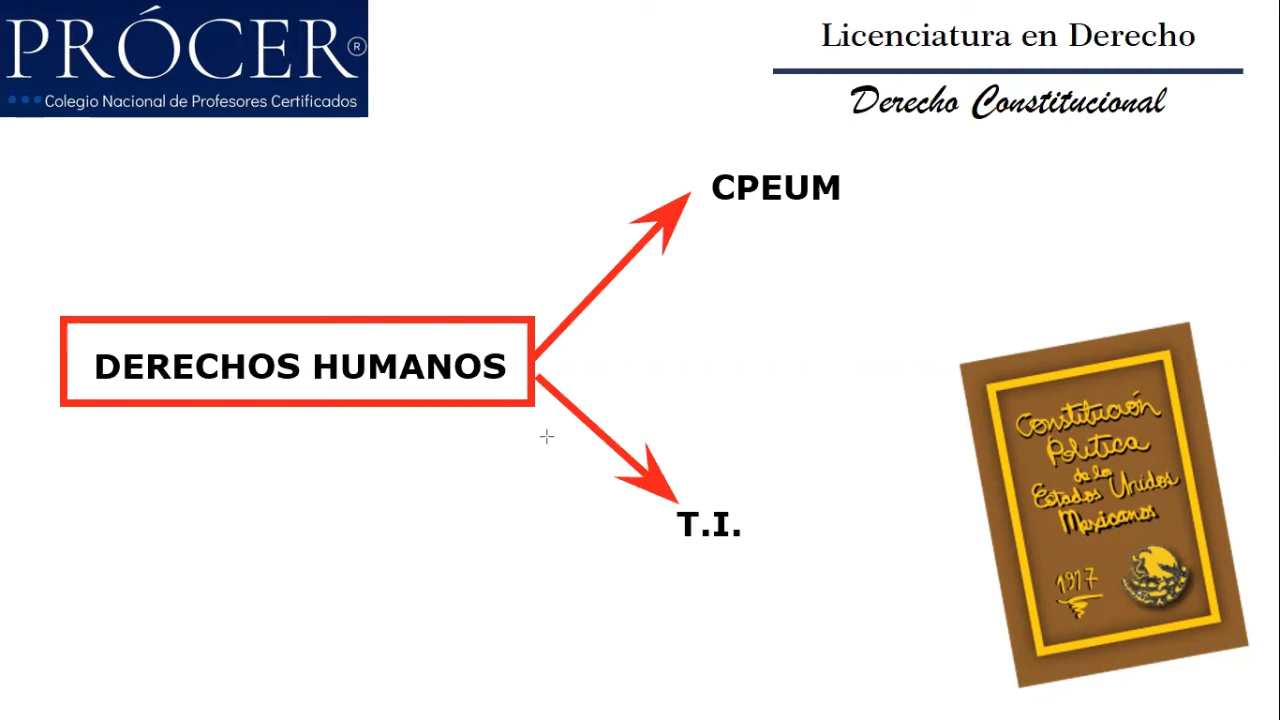 PRÓCER®
Colegio Nacional de Profesores Certificados
Licenciatura en Derecho
Derecho Constitucional
CPEUM
DERECHOS HUMANOS
T.I.
Constitución
Política
de los
Estados Unidos
Mexicanos
1917